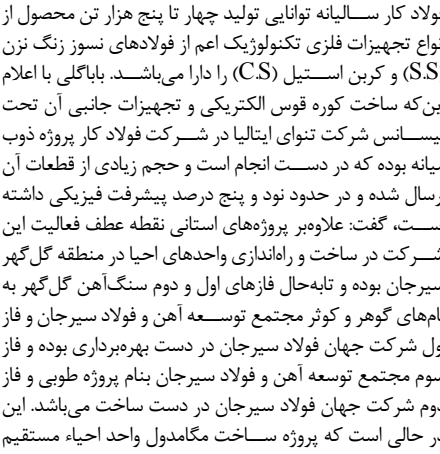 فولاد کار سالیانه توانایی تولید چهار تا پنج هزار تن محصول از
انواع تجهیزات فلزی تکنولوژیک اعم از فولادهای نسوز زنگ نزن
(S.S) و کربن استیل (C.S) را دارا می‌باشد. باباگلی با اعلام
این‌که ساخت کوره قوس الکتریکی و تجهیزات جانبی آن تحت
لیسانس شرکت تنوای ایتالیا در شرکت فولاد کار پروژه ذوب
میانه بوده که در دست انجام است و حجم زیادی از قطعات آن
ارسال شده و در حدود نود و پنج درصد پیشرفت فیزیکی داشته
است، گفت: علاوه‌بر پروژه‌های استانی نقطه عطف فعالیت این
شرکت در ساخت و راه‌اندازی واحدهای احیا در منطقه گل‌گهر
سیرجان بوده و تابه‌حال فازهای اول و دوم سنگ‌آهن گل‌گهر به
نام‌های گوهر و کوثر مجتمع توسعه آهن و فولاد سیرجان و فاز
اول شرکت جهان فولاد سیرجان در دست بهره‌برداری بوده و فاز
سوم مجتمع توسعه آهن و فولاد سیرجان بنام پروژه طوبی و فاز
دوم شرکت جهان فولاد سیرجان در دست ساخت می‌باشد. این
در حالی است که پروژه ساخت مگامدول واحد احیاء مستقیم